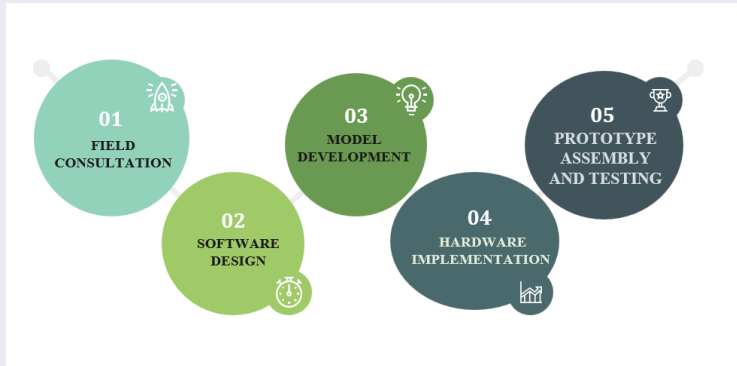 01
FIELD
CONSULTATION
02
SOFTWARE
DESIGN
03
MODEL
DEVELOPMENT
04
HARDWARE
IMPLEMENTATION
05
PROTOTYPE
ASSEMBLY
AND TESTING